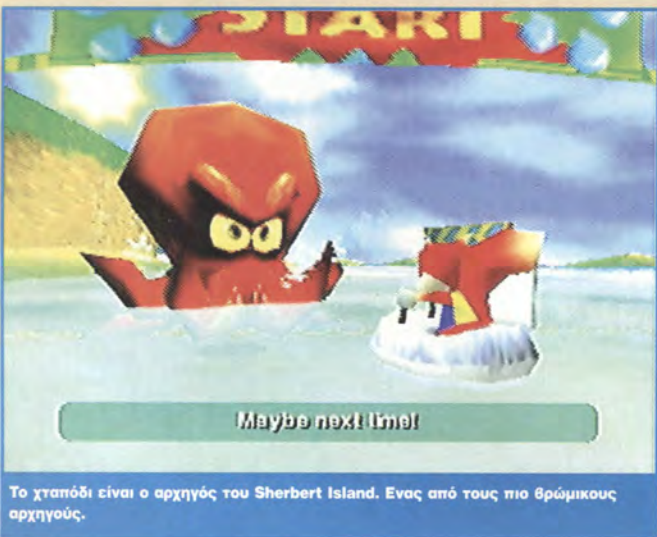 START
Maybe next time!
Το χταπόδι είναι ο αρχηγός του Sherbert Island. Ενας από τους πιο βρώμικους
αρχηγούς.